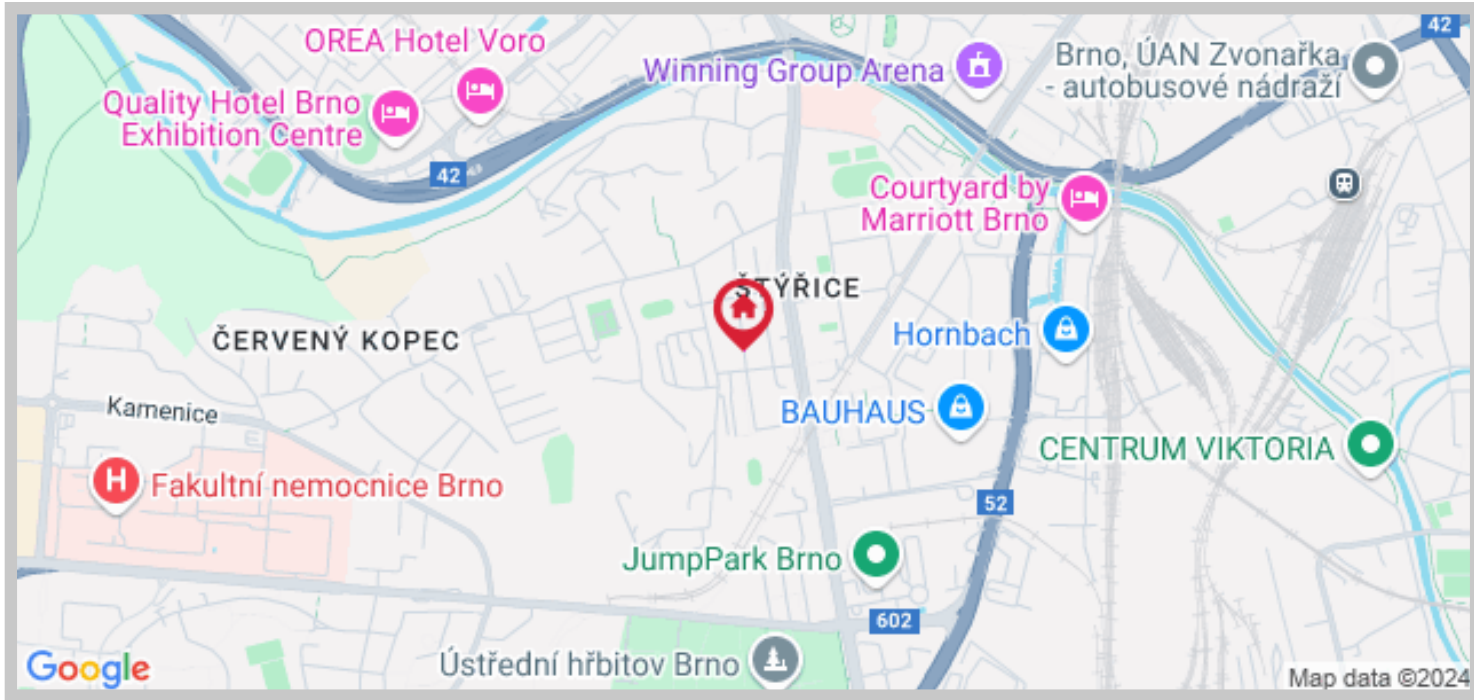 42
OREA Hotel Voro
Winning Group Arena
Brno, ÚAN Zvonařka
- autobusové nádraží
Quality Hotel Brno
Exhibition Centre
42
Courtyard by
Marriott Brno
ŠTÝŘICE
ČERVENÝ KOPEC
Hornbach
Kamenice
BAUHAUS
CENTRUM VIKTORIA
H
Fakultní nemocnice Brno
52
JumpPark Brno
602
Ústřední hřbitov Brno
Google
Map data ©2024